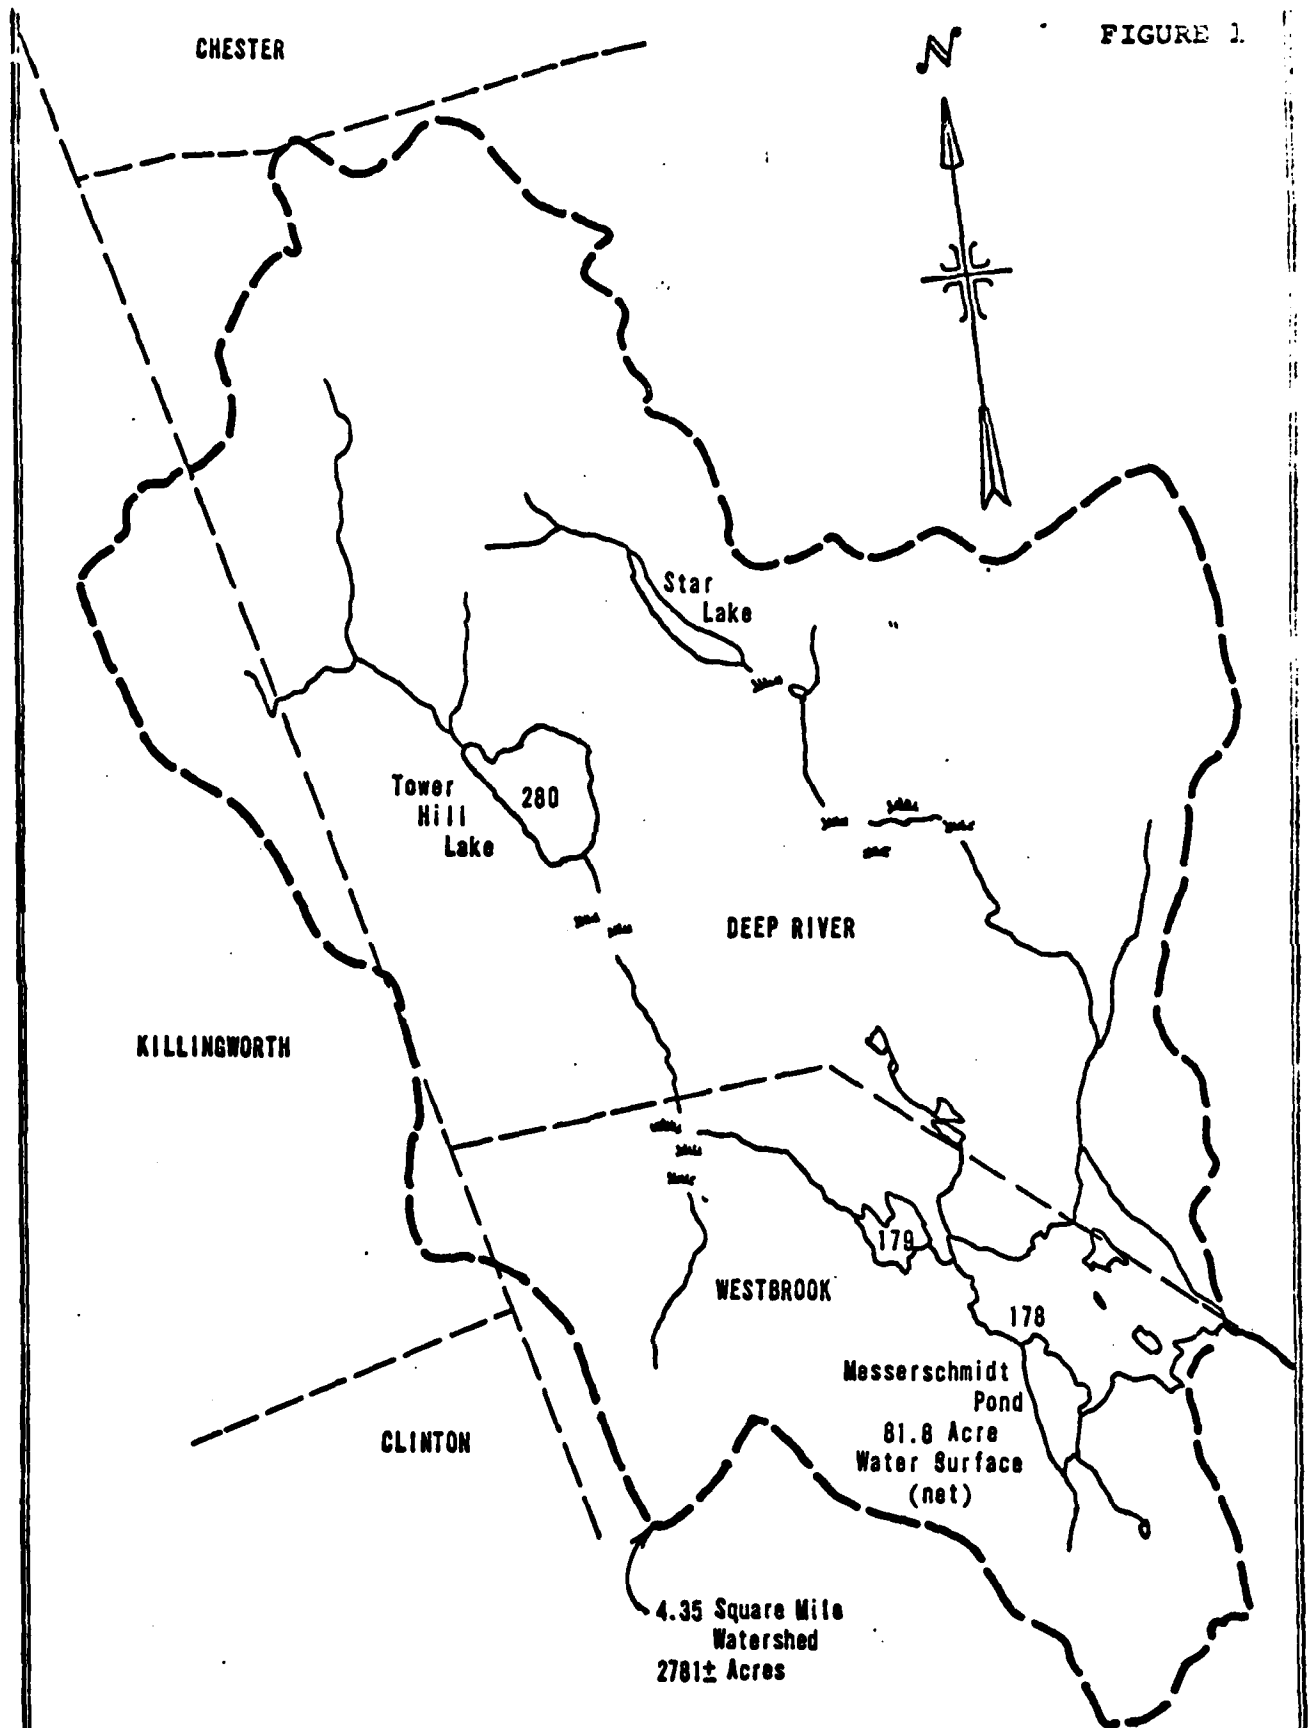 FIGURE 1
N
CHESTER
Star
Lake
Tower
Hill
Lake
280
DEEP RIVER
KILLINGWORTH
179
WESTBROOK
178
Messerschmidt
Pond
81.8 Acre
Water Surface
(net)
CLINTON
4.35 Square Mile
Watershed
2781± Acres